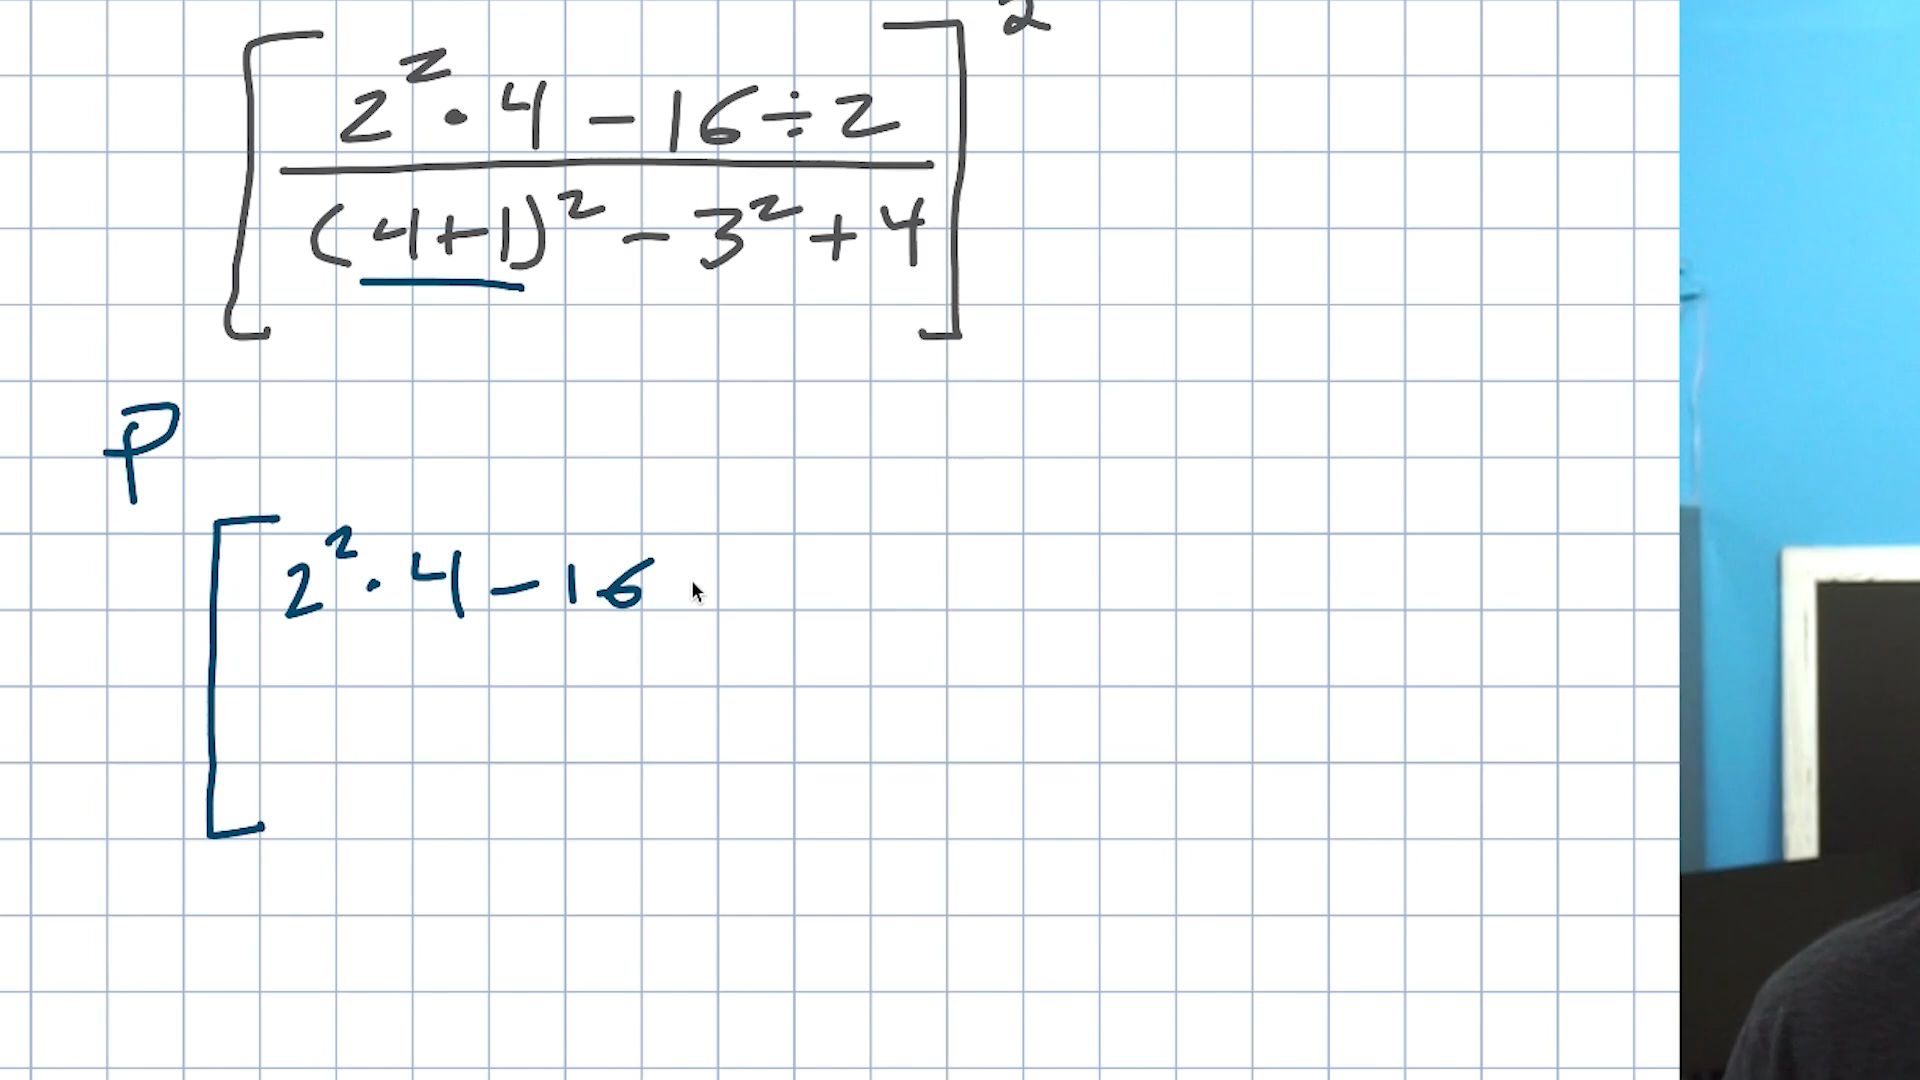 [2² · 4 - 16 ÷ 2
(4+1)² - 3² + 4]²
P
[2² · 4 - 16